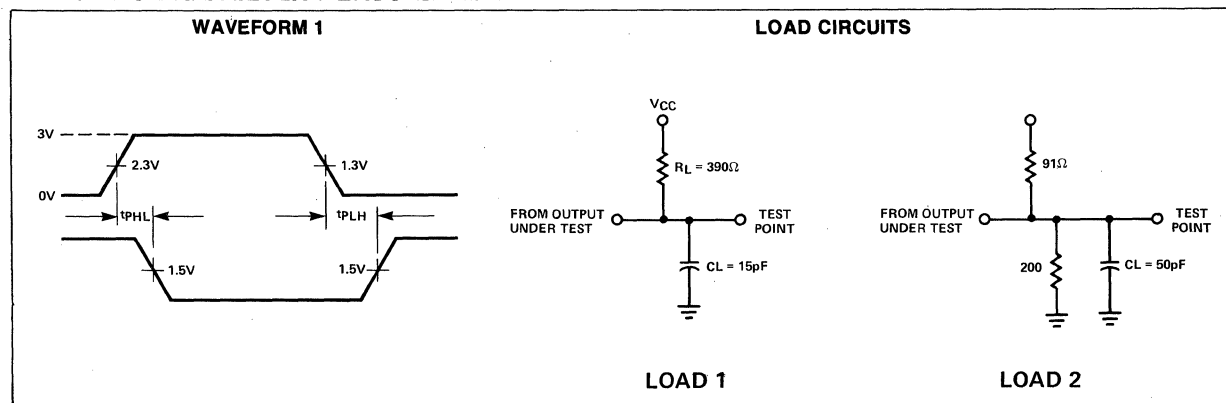 WAVEFORM 1
LOAD CIRCUITS
3V
2.3V
1.3V
0V
tPHL
tPLH
1.5V
1.5V
VCC
RL = 390Ω
FROM OUTPUT
UNDER TEST
TEST
POINT
CL = 15pF
LOAD 1
91Ω
FROM OUTPUT
UNDER TEST
TEST
POINT
200
CL = 50pF
LOAD 2